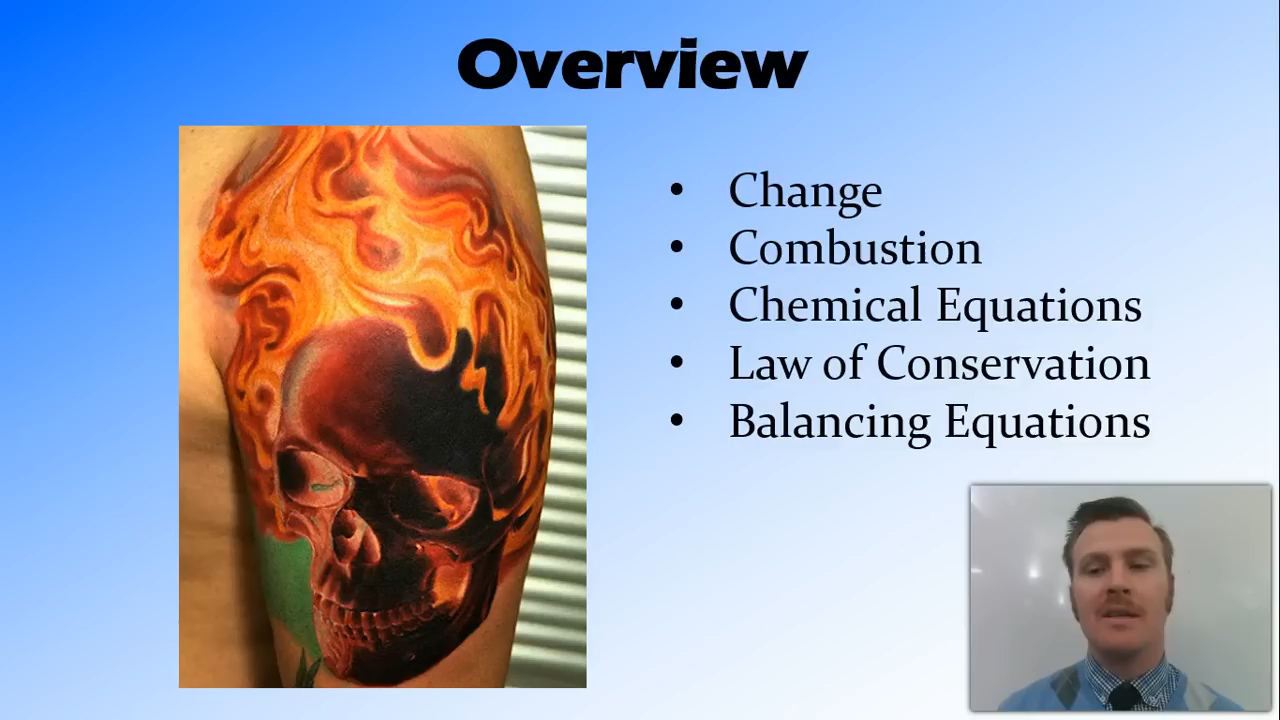 Overview
• Change
• Combustion
• Chemical Equations
• Law of Conservation
• Balancing Equations